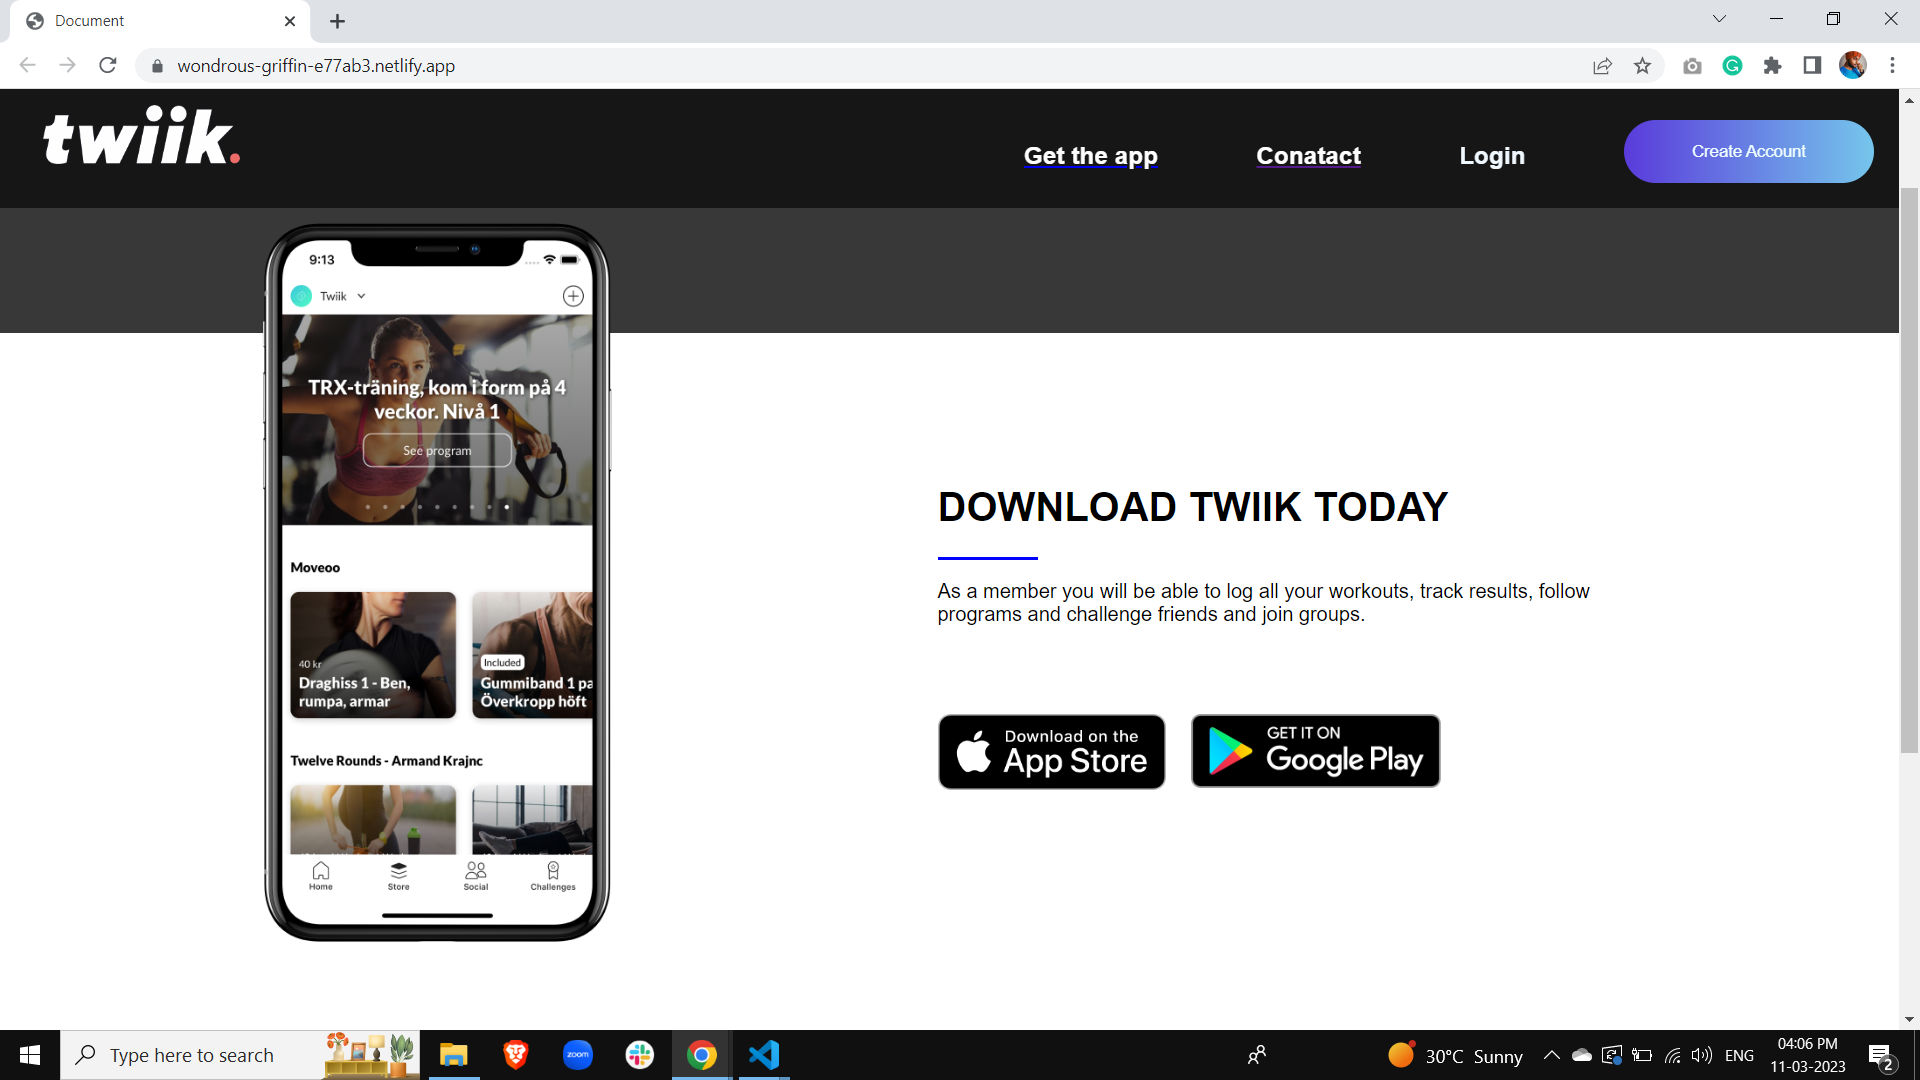 Document
wondrous-griffin-e77ab3.netlify.app
twiik.
Get the app
Conatact
Login
Create Account
9:13
Twiik
TRX-träning, kom i form på 4
veckor. Nivå 1
See program
Moveoo
40 kr
Draghiss 1 - Ben,
rumpa, armar
Included
Gummiband 1 pa
Överkropp höft
Twelve Rounds - Armand Krajnc
Home
Store
Social
Challenges
DOWNLOAD TWIIK TODAY
As a member you will be able to log all your workouts, track results, follow
programs and challenge friends and join groups.
Download on the
App Store
GET IT ON
Google Play
Type here to search
zoom
30°C Sunny
ENG
04:06 PM
11-03-2023
2